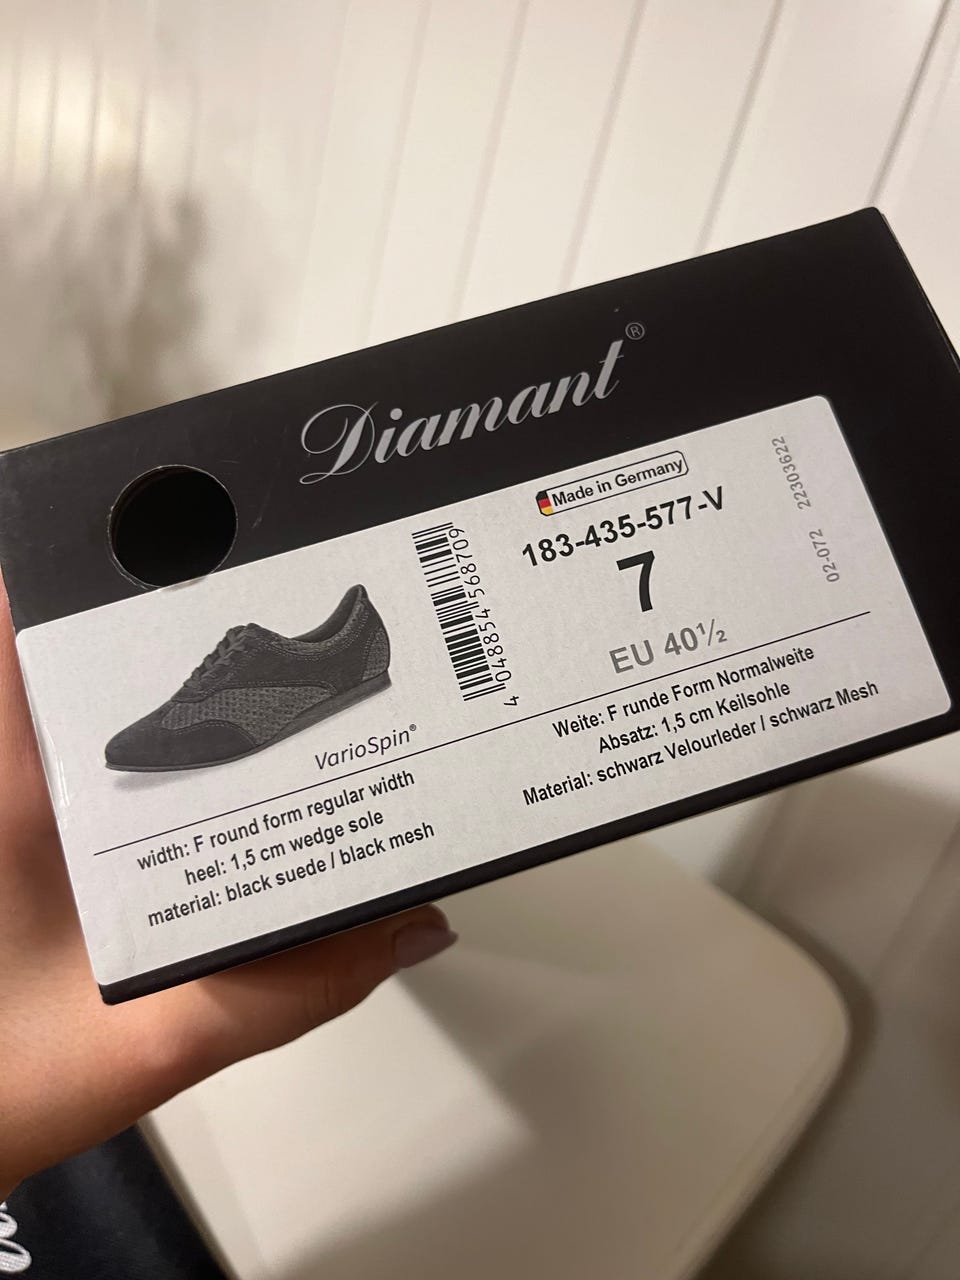 Diamant®
Made in Germany
183-435-577-V
7
EU 40½
02-072 22303622
4 048854 568709
VarioSpin®
width: F round form regular width
heel: 1,5 cm wedge sole
material: black suede / black mesh
Weite: F runde Form Normalweite
Absatz: 1,5 cm Keilsohle
Material: schwarz Velourleder / schwarz Mesh